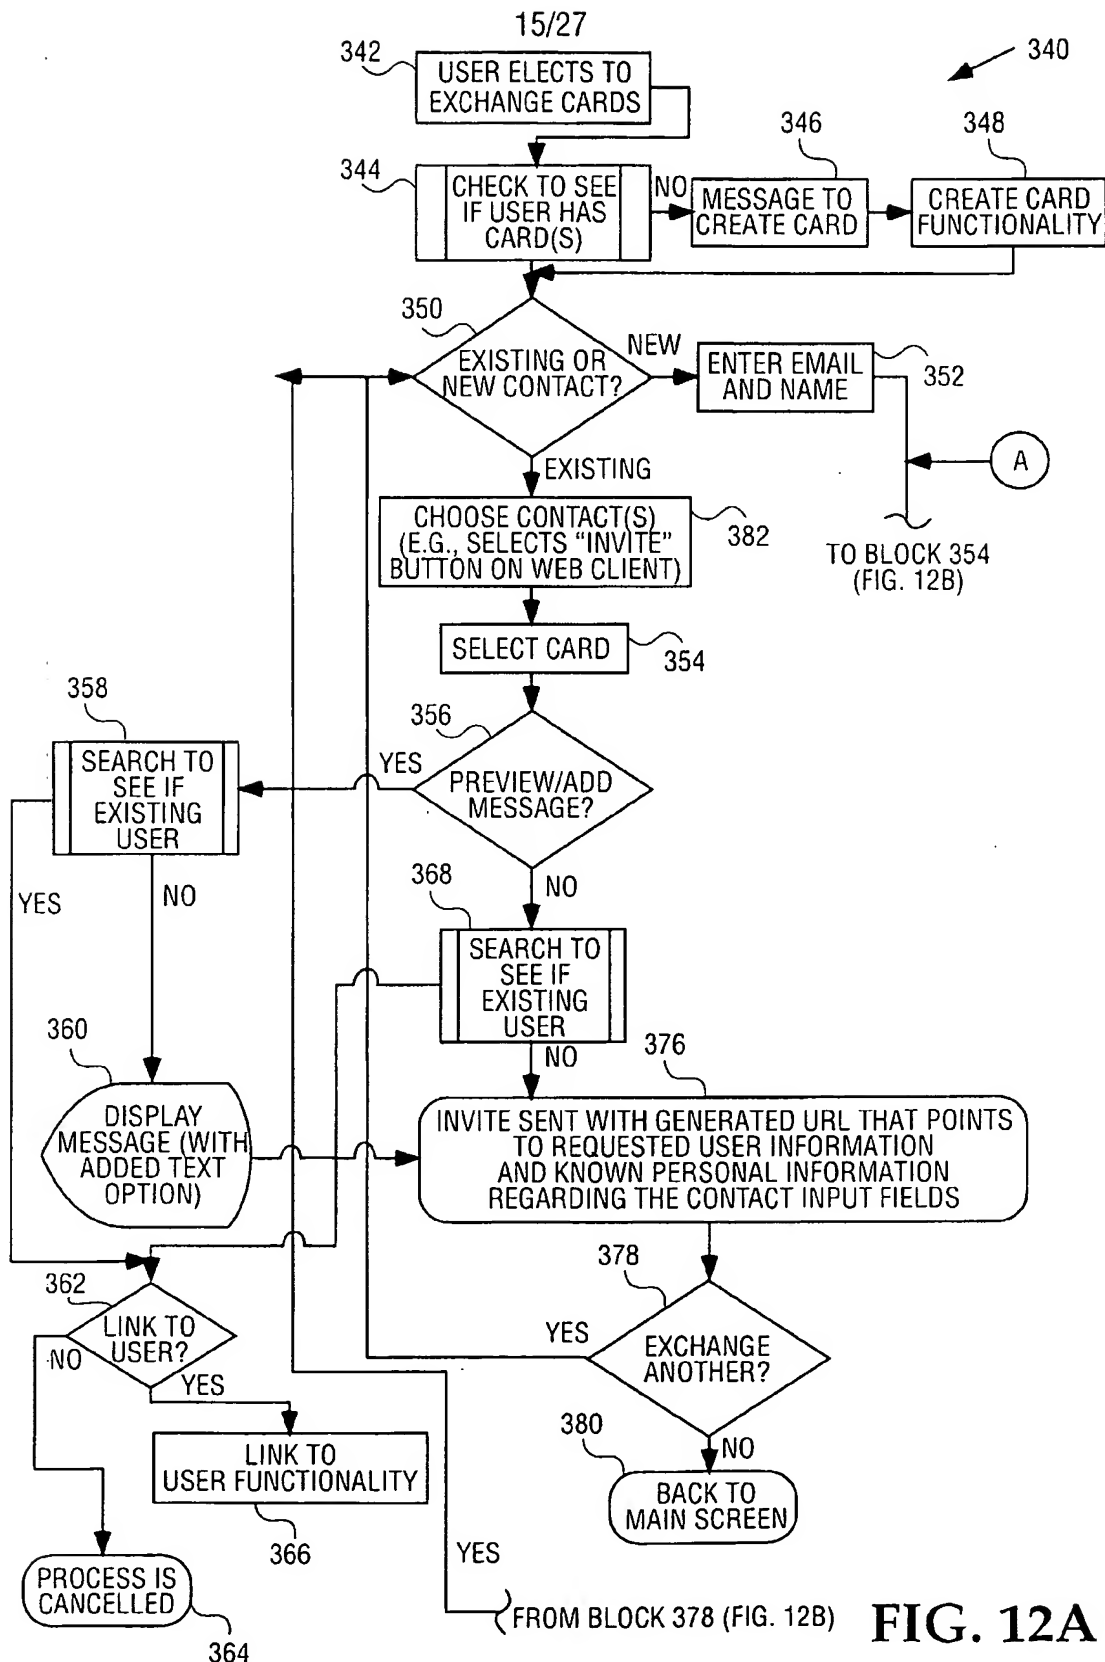 15/27
342
USER ELECTS TO
EXCHANGE CARDS
340
344
CHECK TO SEE
IF USER HAS
CARD(S)
NO
346
MESSAGE TO
CREATE CARD
348
CREATE CARD
FUNCTIONALITY
350
EXISTING OR
NEW CONTACT?
NEW
ENTER EMAIL
AND NAME
352
A
TO BLOCK 354
(FIG. 12B)
EXISTING
CHOOSE CONTACT(S)
(E.G., SELECTS “INVITE”
BUTTON ON WEB CLIENT)
382
SELECT CARD
354
356
PREVIEW/ADD
MESSAGE?
YES
358
SEARCH TO
SEE IF
EXISTING
USER
YES
NO
NO
368
SEARCH TO
SEE IF
EXISTING
USER
NO
360
DISPLAY
MESSAGE (WITH
ADDED TEXT
OPTION)
376
INVITE SENT WITH GENERATED URL THAT POINTS
TO REQUESTED USER INFORMATION
AND KNOWN PERSONAL INFORMATION
REGARDING THE CONTACT INPUT FIELDS
362
LINK TO
USER?
NO
YES
378
EXCHANGE
ANOTHER?
YES
NO
LINK TO
USER FUNCTIONALITY
366
380
BACK TO
MAIN SCREEN
PROCESS IS
CANCELLED
364
YES
FROM BLOCK 378 (FIG. 12B)
FIG. 12A